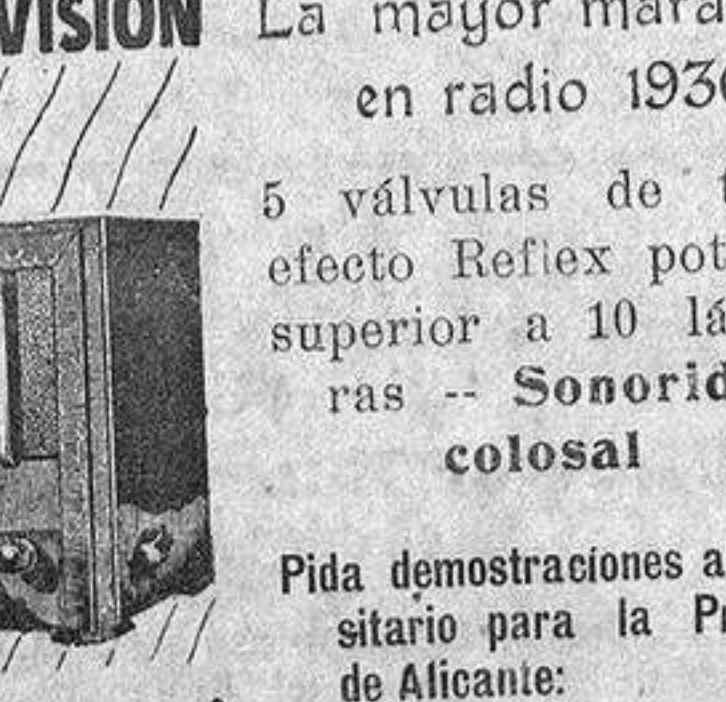 VISIÓN
La mayor mara
en radio 193
5 válvulas de
efecto Reflex pot
superior a 10 lá
ras -- Sonorid
colosal
Pida demostraciones a
sitario para la P
de Alicante: